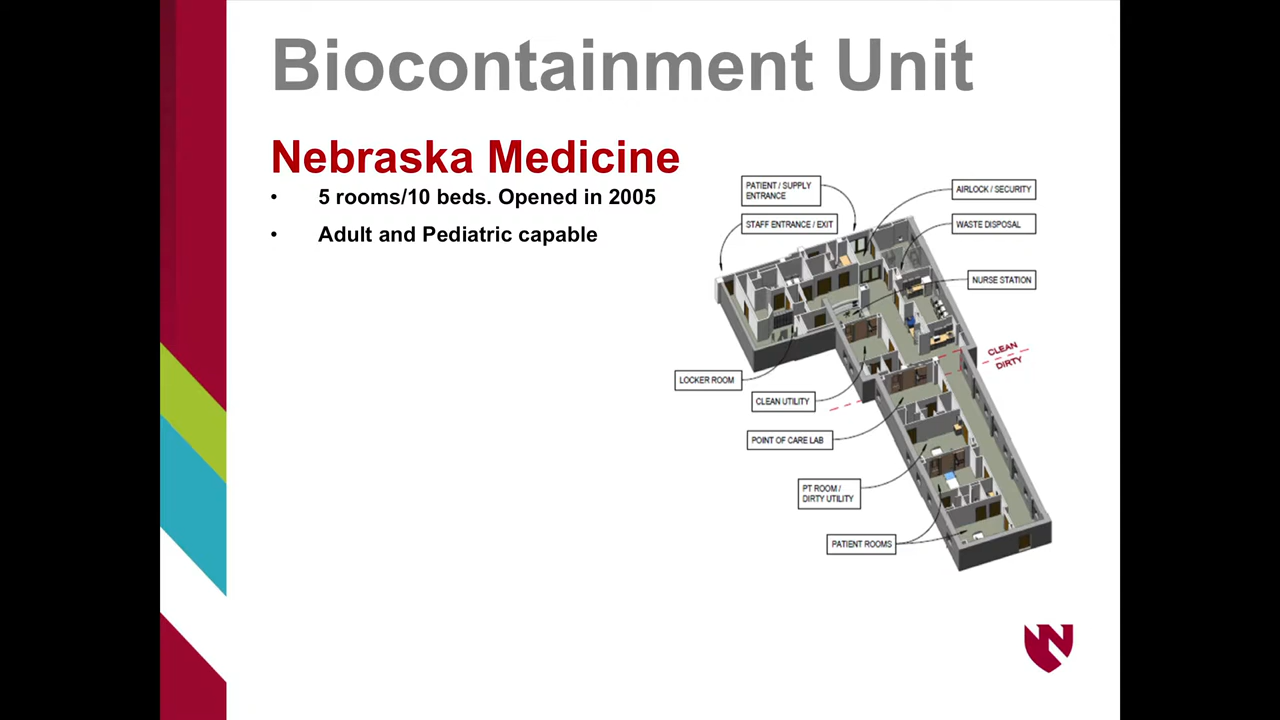 Biocontainment Unit
Nebraska Medicine
• 5 rooms/10 beds. Opened in 2005
• Adult and Pediatric capable
PATIENT / SUPPLY
ENTRANCE
STAFF ENTRANCE / EXIT
AIRLOCK / SECURITY
WASTE DISPOSAL
NURSE STATION
CLEAN
DIRTY
LOCKER ROOM
CLEAN UTILITY
POINT OF CARE LAB
PT ROOM /
DIRTY UTILITY
PATIENT ROOMS
N